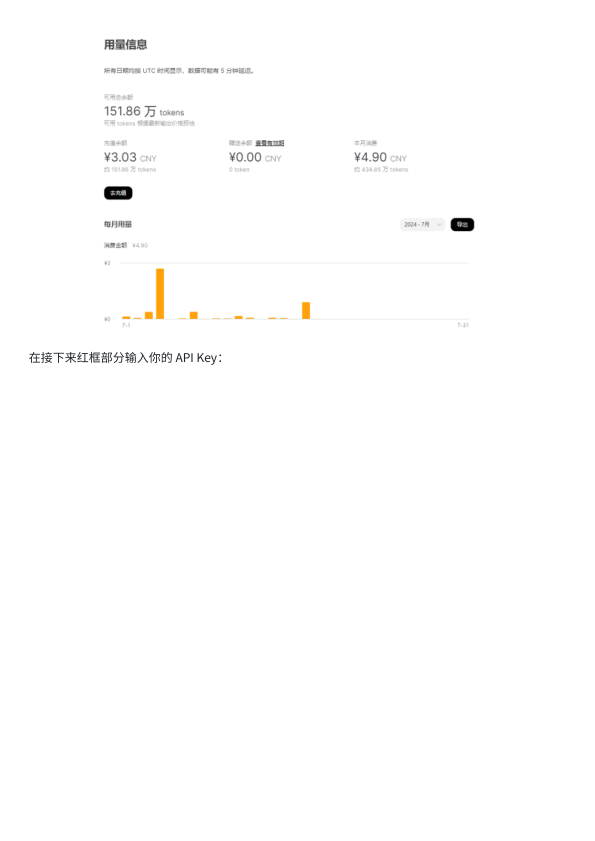 用量信息
所有日期均按 UTC 时间显示，数据可能有 5 分钟延迟。
可用总余额
151.86 万 tokens
可用 tokens 根据最新输出价格预估
充值余额 赠送余额 查看有效期 本月消费
¥3.03 CNY ¥0.00 CNY ¥4.90 CNY
约 151.86 万 tokens 0 token 约 434.85 万 tokens
去充值
每月用量 2024 - 7月 导出
消费金额 ¥4.90
¥2
¥0
7-1 7-31
在接下来红框部分输入你的 API Key：